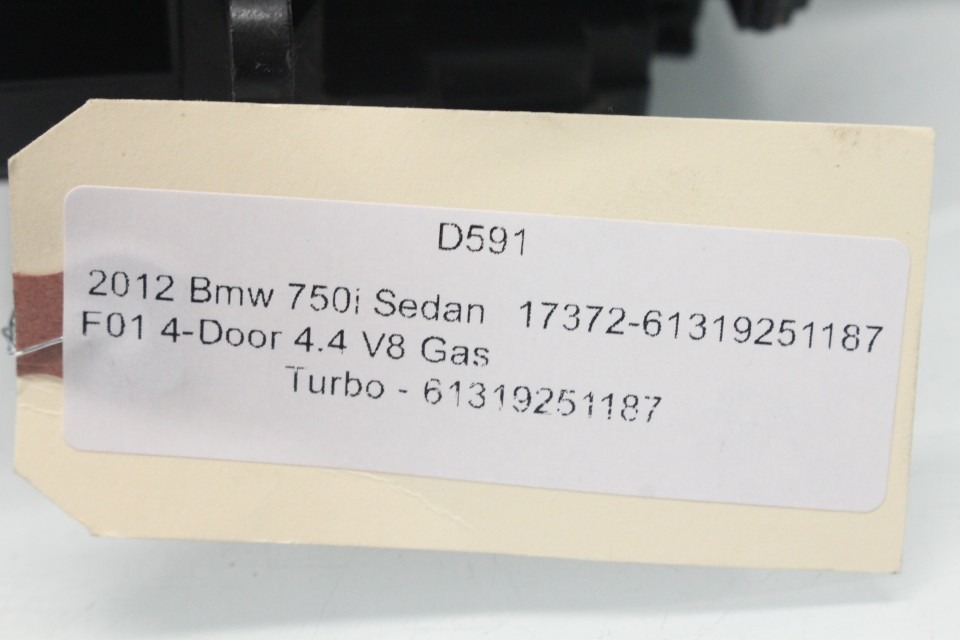 D591
2012 Bmw 750i Sedan 17372-61319251187
F01 4-Door 4.4 V8 Gas
Turbo - 61319251187